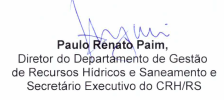 Paulo Renato Paim,
Diretor do Departamento de Gestão
de Recursos Hídricos e Saneamento e
Secretário Executivo do CRH/RS